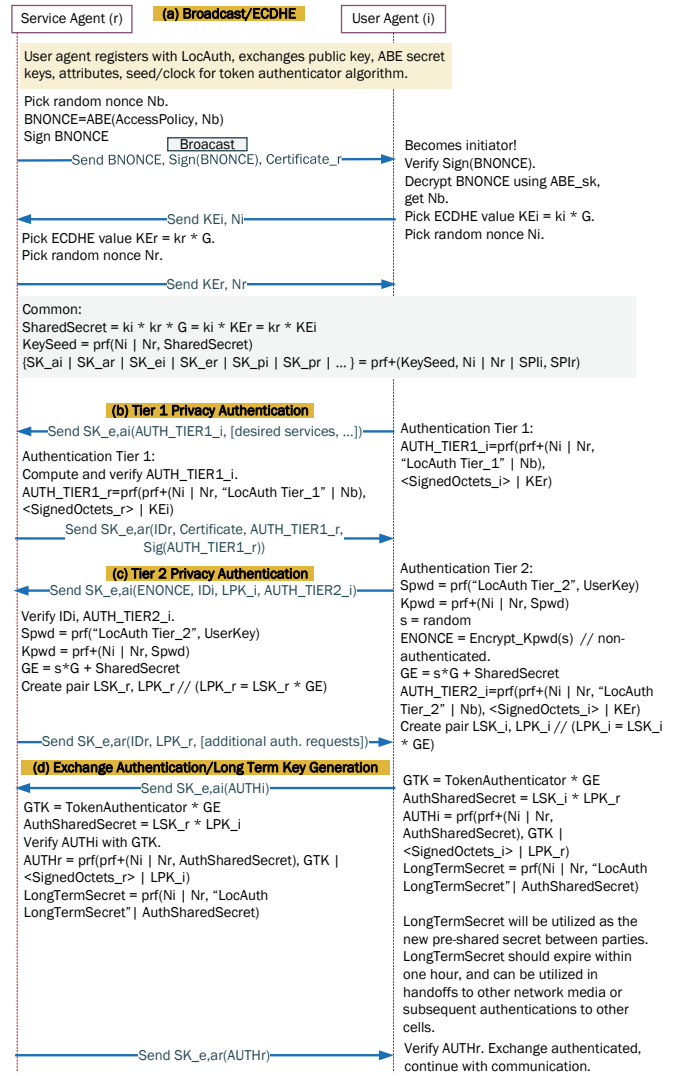 Service Agent (r)
(a) Broadcast/ECDHE
User Agent (i)
User agent registers with LocAuth, exchanges public key, ABE secret
keys, attributes, seed/clock for token authenticator algorithm.
Pick random nonce Nb.
BNONCE=ABE(AccessPolicy, Nb)
Sign BNONCE
Broacast
Send BNONCE, Sign(BNONCE), Certificate_r
Becomes initiator!
Verify Sign(BNONCE).
Decrypt BNONCE using ABE_sk,
get Nb.
Pick ECDHE value KEi = ki * G.
Pick random nonce Ni.
Send KEi, Ni
Pick ECDHE value KEr = kr * G.
Pick random nonce Nr.
Send KEr, Nr
Common:
SharedSecret = ki * kr * G = ki * KEr = kr * KEi
KeySeed = prf(Ni | Nr, SharedSecret)
{SK_ai | SK_ar | SK_ei | SK_er | SK_pi | SK_pr | ... } = prf+(KeySeed, Ni | Nr | SPIi, SPIr)
(b) Tier 1 Privacy Authentication
Send SK_e,ai(AUTH_TIER1_i, [desired services, ...])
Authentication Tier 1:
AUTH_TIER1_i=prf(prf+(Ni | Nr,
“LocAuth Tier_1” | Nb),
<SignedOctets_i> | KEr)
Authentication Tier 1:
Compute and verify AUTH_TIER1_i.
AUTH_TIER1_r=prf(prf+(Ni | Nr, “LocAuth Tier_1” | Nb),
<SignedOctets_r> | KEi)
Send SK_e,ar(IDr, Certificate, AUTH_TIER1_r,
Sig(AUTH_TIER1_r))
(c) Tier 2 Privacy Authentication
Send SK_e,ai(ENONCE, IDi, LPK_i, AUTH_TIER2_i)
Authentication Tier 2:
Spwd = prf(“LocAuth Tier_2”, UserKey)
Kpwd = prf+(Ni | Nr, Spwd)
s = random
ENONCE = Encrypt_Kpwd(s) // non-
authenticated.
GE = s*G + SharedSecret
AUTH_TIER2_i=prf(prf+(Ni | Nr, “LocAuth
Tier_2” | Nb), <SignedOctets_i> | KEr)
Create pair LSK_i, LPK_i // (LPK_i = LSK_i
* GE)
Verify IDi, AUTH_TIER2_i.
Spwd = prf(“LocAuth Tier_2”, UserKey)
Kpwd = prf+(Ni | Nr, Spwd)
GE = s*G + SharedSecret
Create pair LSK_r, LPK_r // (LPK_r = LSK_r * GE)
Send SK_e,ar(IDr, LPK_r, [additional auth. requests])
(d) Exchange Authentication/Long Term Key Generation
Send SK_e,ai(AUTHi)
GTK = TokenAuthenticator * GE
AuthSharedSecret = LSK_r * LPK_i
Verify AUTHi with GTK.
AUTHr = prf(prf+(Ni | Nr, AuthSharedSecret), GTK |
<SignedOctets_r> | LPK_i)
LongTermSecret = prf(Ni | Nr, “LocAuth
LongTermSecret”| AuthSharedSecret)
GTK = TokenAuthenticator * GE
AuthSharedSecret = LSK_i * LPK_r
AUTHi = prf(prf+(Ni | Nr,
AuthSharedSecret), GTK |
<SignedOctets_i> | LPK_r)
LongTermSecret = prf(Ni | Nr, “LocAuth
LongTermSecret”| AuthSharedSecret)
LongTermSecret will be utilized as the
new pre-shared secret between parties.
LongTermSecret should expire within
one hour, and can be utilized in
handoffs to other network media or
subsequent authentications to other
cells.
Send SK_e,ar(AUTHr)
Verify AUTHr. Exchange authenticated,
continue with communication.